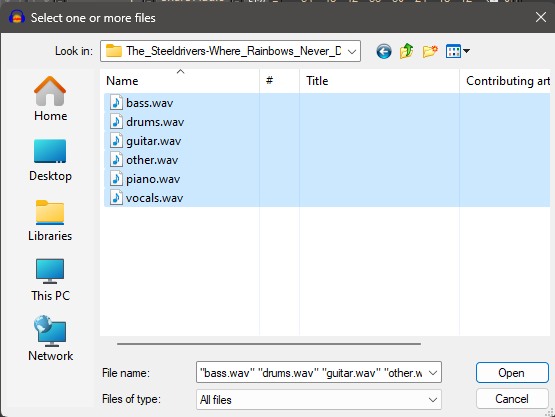 Select one or more files
Look in: The_Steeldrivers-Where_Rainbows_Never_D
Name # Title Contributing art
bass.wav
drums.wav
guitar.wav
other.wav
piano.wav
vocals.wav
Home
Desktop
Libraries
This PC
Network
File name: "bass.wav" "drums.wav" "guitar.wav" "other.w
Open
Files of type: All files
Cancel